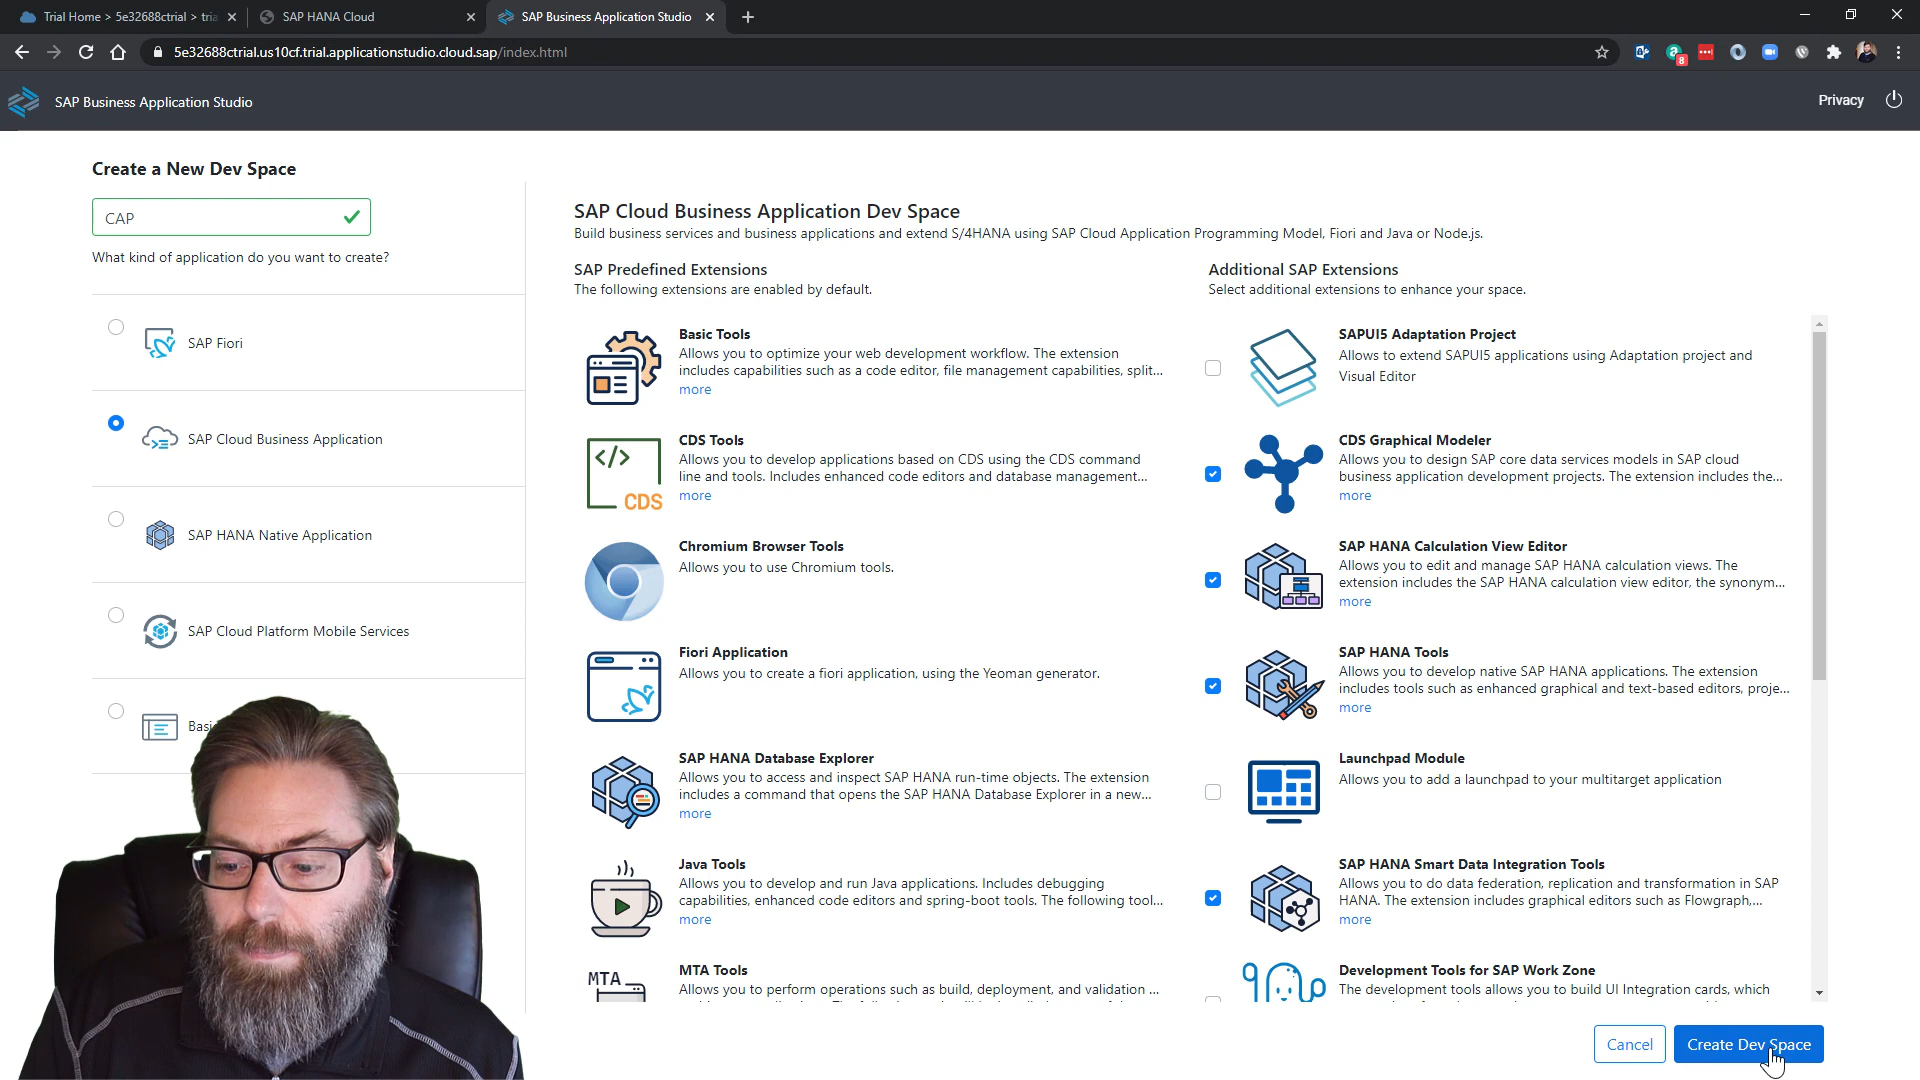 Trial Home > 5e32688ctrial > tria
SAP HANA Cloud
SAP Business Application Studio
5e32688ctrial.us10cf.trial.applicationstudio.cloud.sap/index.html
8
SAP Business Application Studio
Privacy
Create a New Dev Space
CAP
What kind of application do you want to create?
SAP Fiori
SAP Cloud Business Application
SAP HANA Native Application
SAP Cloud Platform Mobile Services
SAP Cloud Business Application Dev Space
Build business services and business applications and extend S/4HANA using SAP Cloud Application Programming Model, Fiori and Java or Node.js.
SAP Predefined Extensions
The following extensions are enabled by default.
Basic Tools
Allows you to optimize your web development workflow. The extension
includes capabilities such as a code editor, file management capabilities, split...
more
CDS Tools
Allows you to develop applications based on CDS using the CDS command
line and tools. Includes enhanced code editors and database management...
more
</>
CDS
Chromium Browser Tools
Allows you to use Chromium tools.
Fiori Application
Allows you to create a fiori application, using the Yeoman generator.
SAP HANA Database Explorer
Allows you to access and inspect SAP HANA run-time objects. The extension
includes a command that opens the SAP HANA Database Explorer in a new...
more
Java Tools
Allows you to develop and run Java applications. Includes debugging
capabilities, enhanced code editors and spring-boot tools. The following tool...
more
MTA
MTA Tools
Allows you to perform operations such as build, deployment, and validation ...
Additional SAP Extensions
Select additional extensions to enhance your space.
SAPUI5 Adaptation Project
Allows to extend SAPUI5 applications using Adaptation project and
Visual Editor
CDS Graphical Modeler
Allows you to design SAP core data services models in SAP cloud
business application development projects. The extension includes the...
more
SAP HANA Calculation View Editor
Allows you to edit and manage SAP HANA calculation views. The
extension includes the SAP HANA calculation view editor, the synonym...
more
SAP HANA Tools
Allows you to develop native SAP HANA applications. The extension
includes tools such as enhanced graphical and text-based editors, proje...
more
Launchpad Module
Allows you to add a launchpad to your multitarget application
SAP HANA Smart Data Integration Tools
Allows you to do data federation, replication and transformation in SAP
HANA. The extension includes graphical editors such as Flowgraph,...
more
Development Tools for SAP Work Zone
The development tools allows you to build UI Integration cards, which
Cancel
Create Dev Space